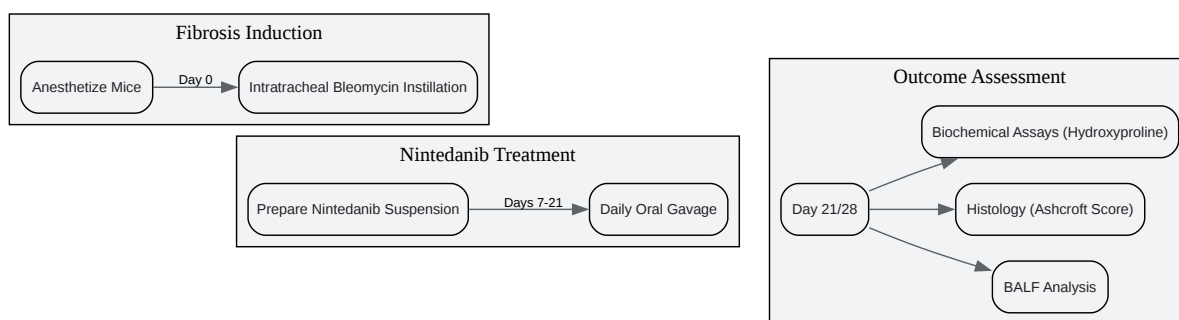 Fibrosis Induction
Anesthetize Mice
Day 0
Intratracheal Bleomycin Instillation
Nintedanib Treatment
Prepare Nintedanib Suspension
Days 7-21
Daily Oral Gavage
Outcome Assessment
Day 21/28
Biochemical Assays (Hydroxyproline)
Histology (Ashcroft Score)
BALF Analysis